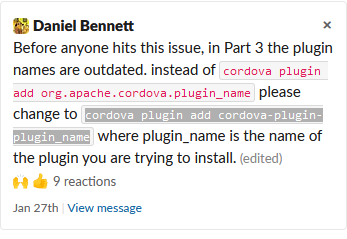 Daniel Bennett ×
Before anyone hits this issue, in Part 3 the plugin
names are outdated. instead of cordova plugin
add org.apache.cordova.plugin_name please
change to cordova plugin add cordova-plugin-
plugin_name where plugin_name is the name of
the plugin you are trying to install. (edited)
🙌 👍 9 reactions
Jan 27th | View message